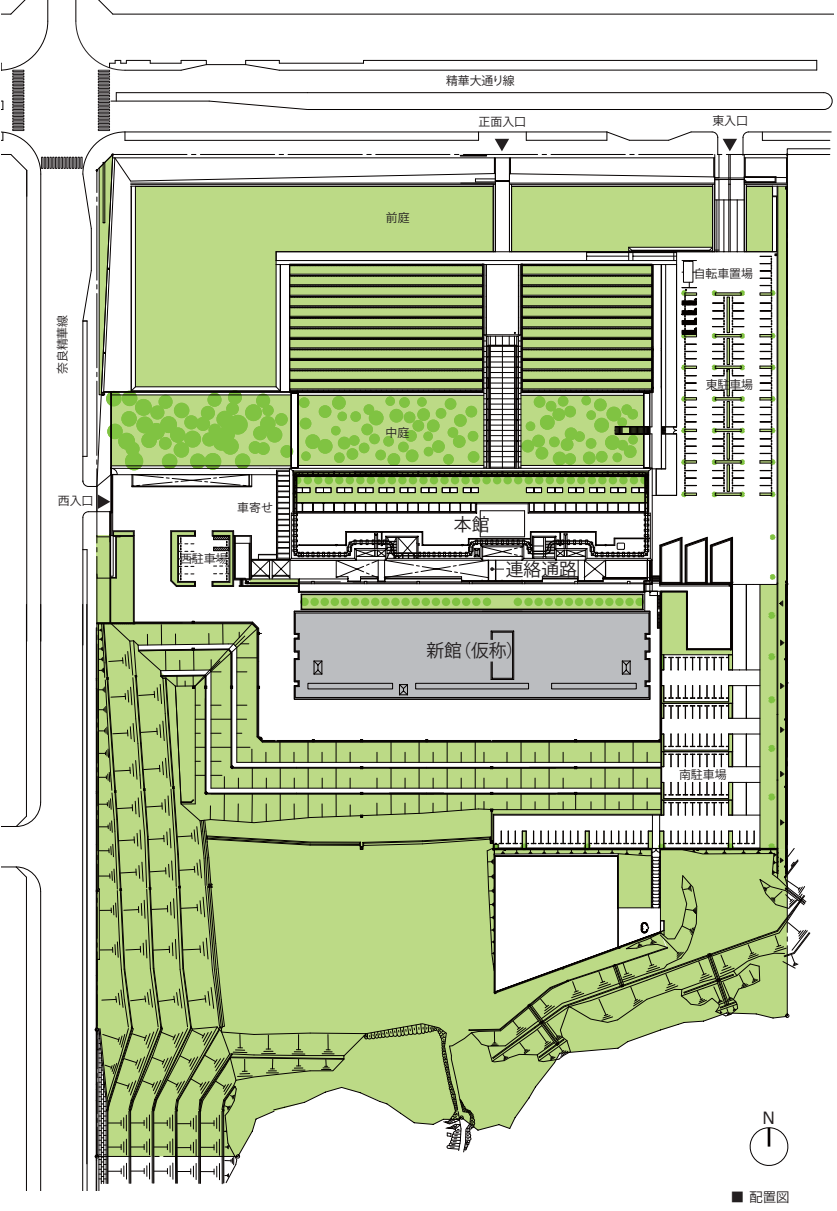 精華大通り線
正面入口
東入口
前庭
自転車置場
奈良精華線
東駐車場
中庭
西入口
車寄せ
本館
西駐車場
連絡通路
新館(仮称)
南駐車場
N
■ 配置図